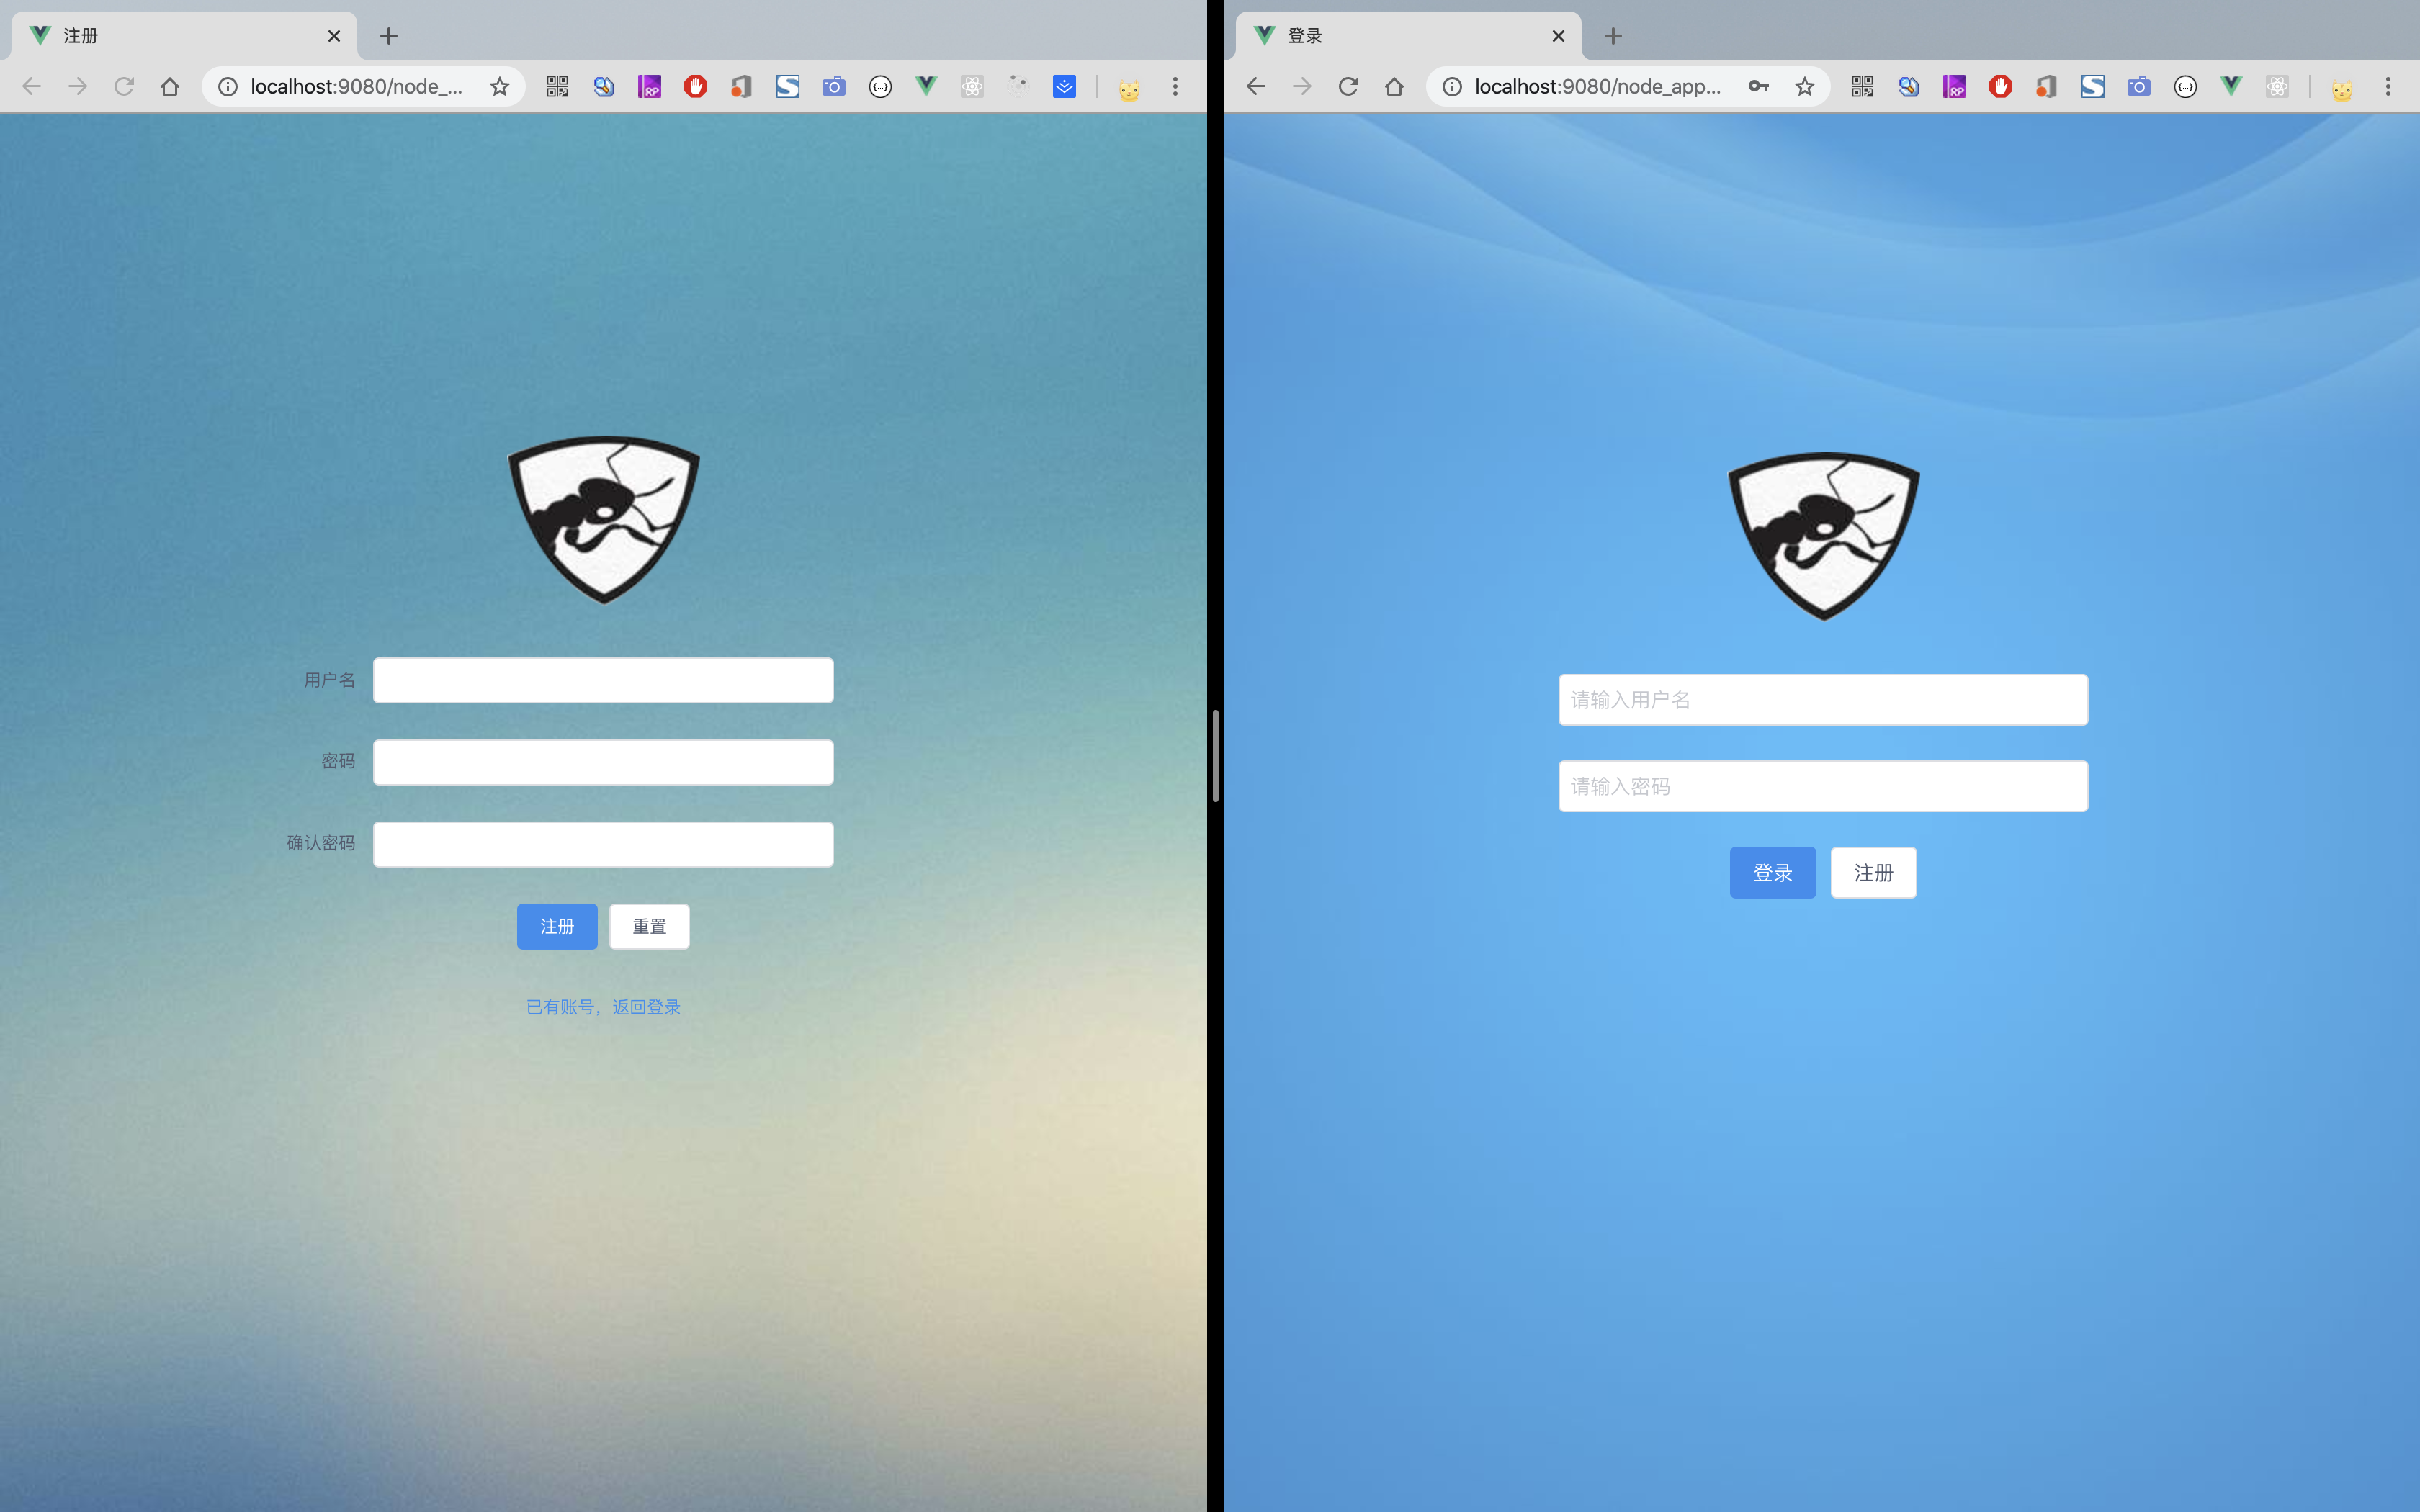 注册
localhost:9080/node_...
RP
用户名
密码
确认密码
注册
重置
已有账号，返回登录
登录
localhost:9080/node_app...
RP
请输入用户名
请输入密码
登录
注册